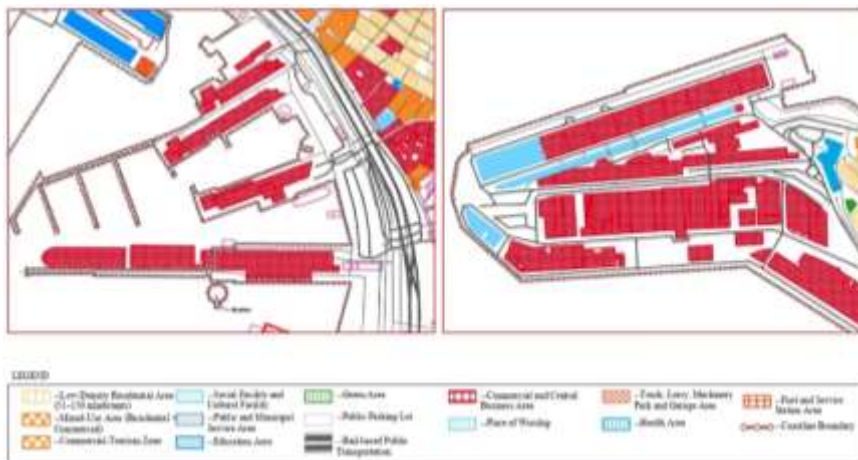 LEGEND
- Low Density Residential Area
(51-150 inhabitants)
- Mixed-Use Area (Residential +
Commercial)
- Commercial-Tourism Zone
- Social Facility and
Cultural Facility
- Public and Municipal
Service Area
- Education Area
- Green Area
- Public Parking Lot
- Rail-based Public
Transportation
- Commercial and Central
Business Area
- Place of Worship
- Truck, Lorry, Machinery
Park and Garage Area
- Health Area
- Fuel and Service
Station Area
- Coastline Boundary